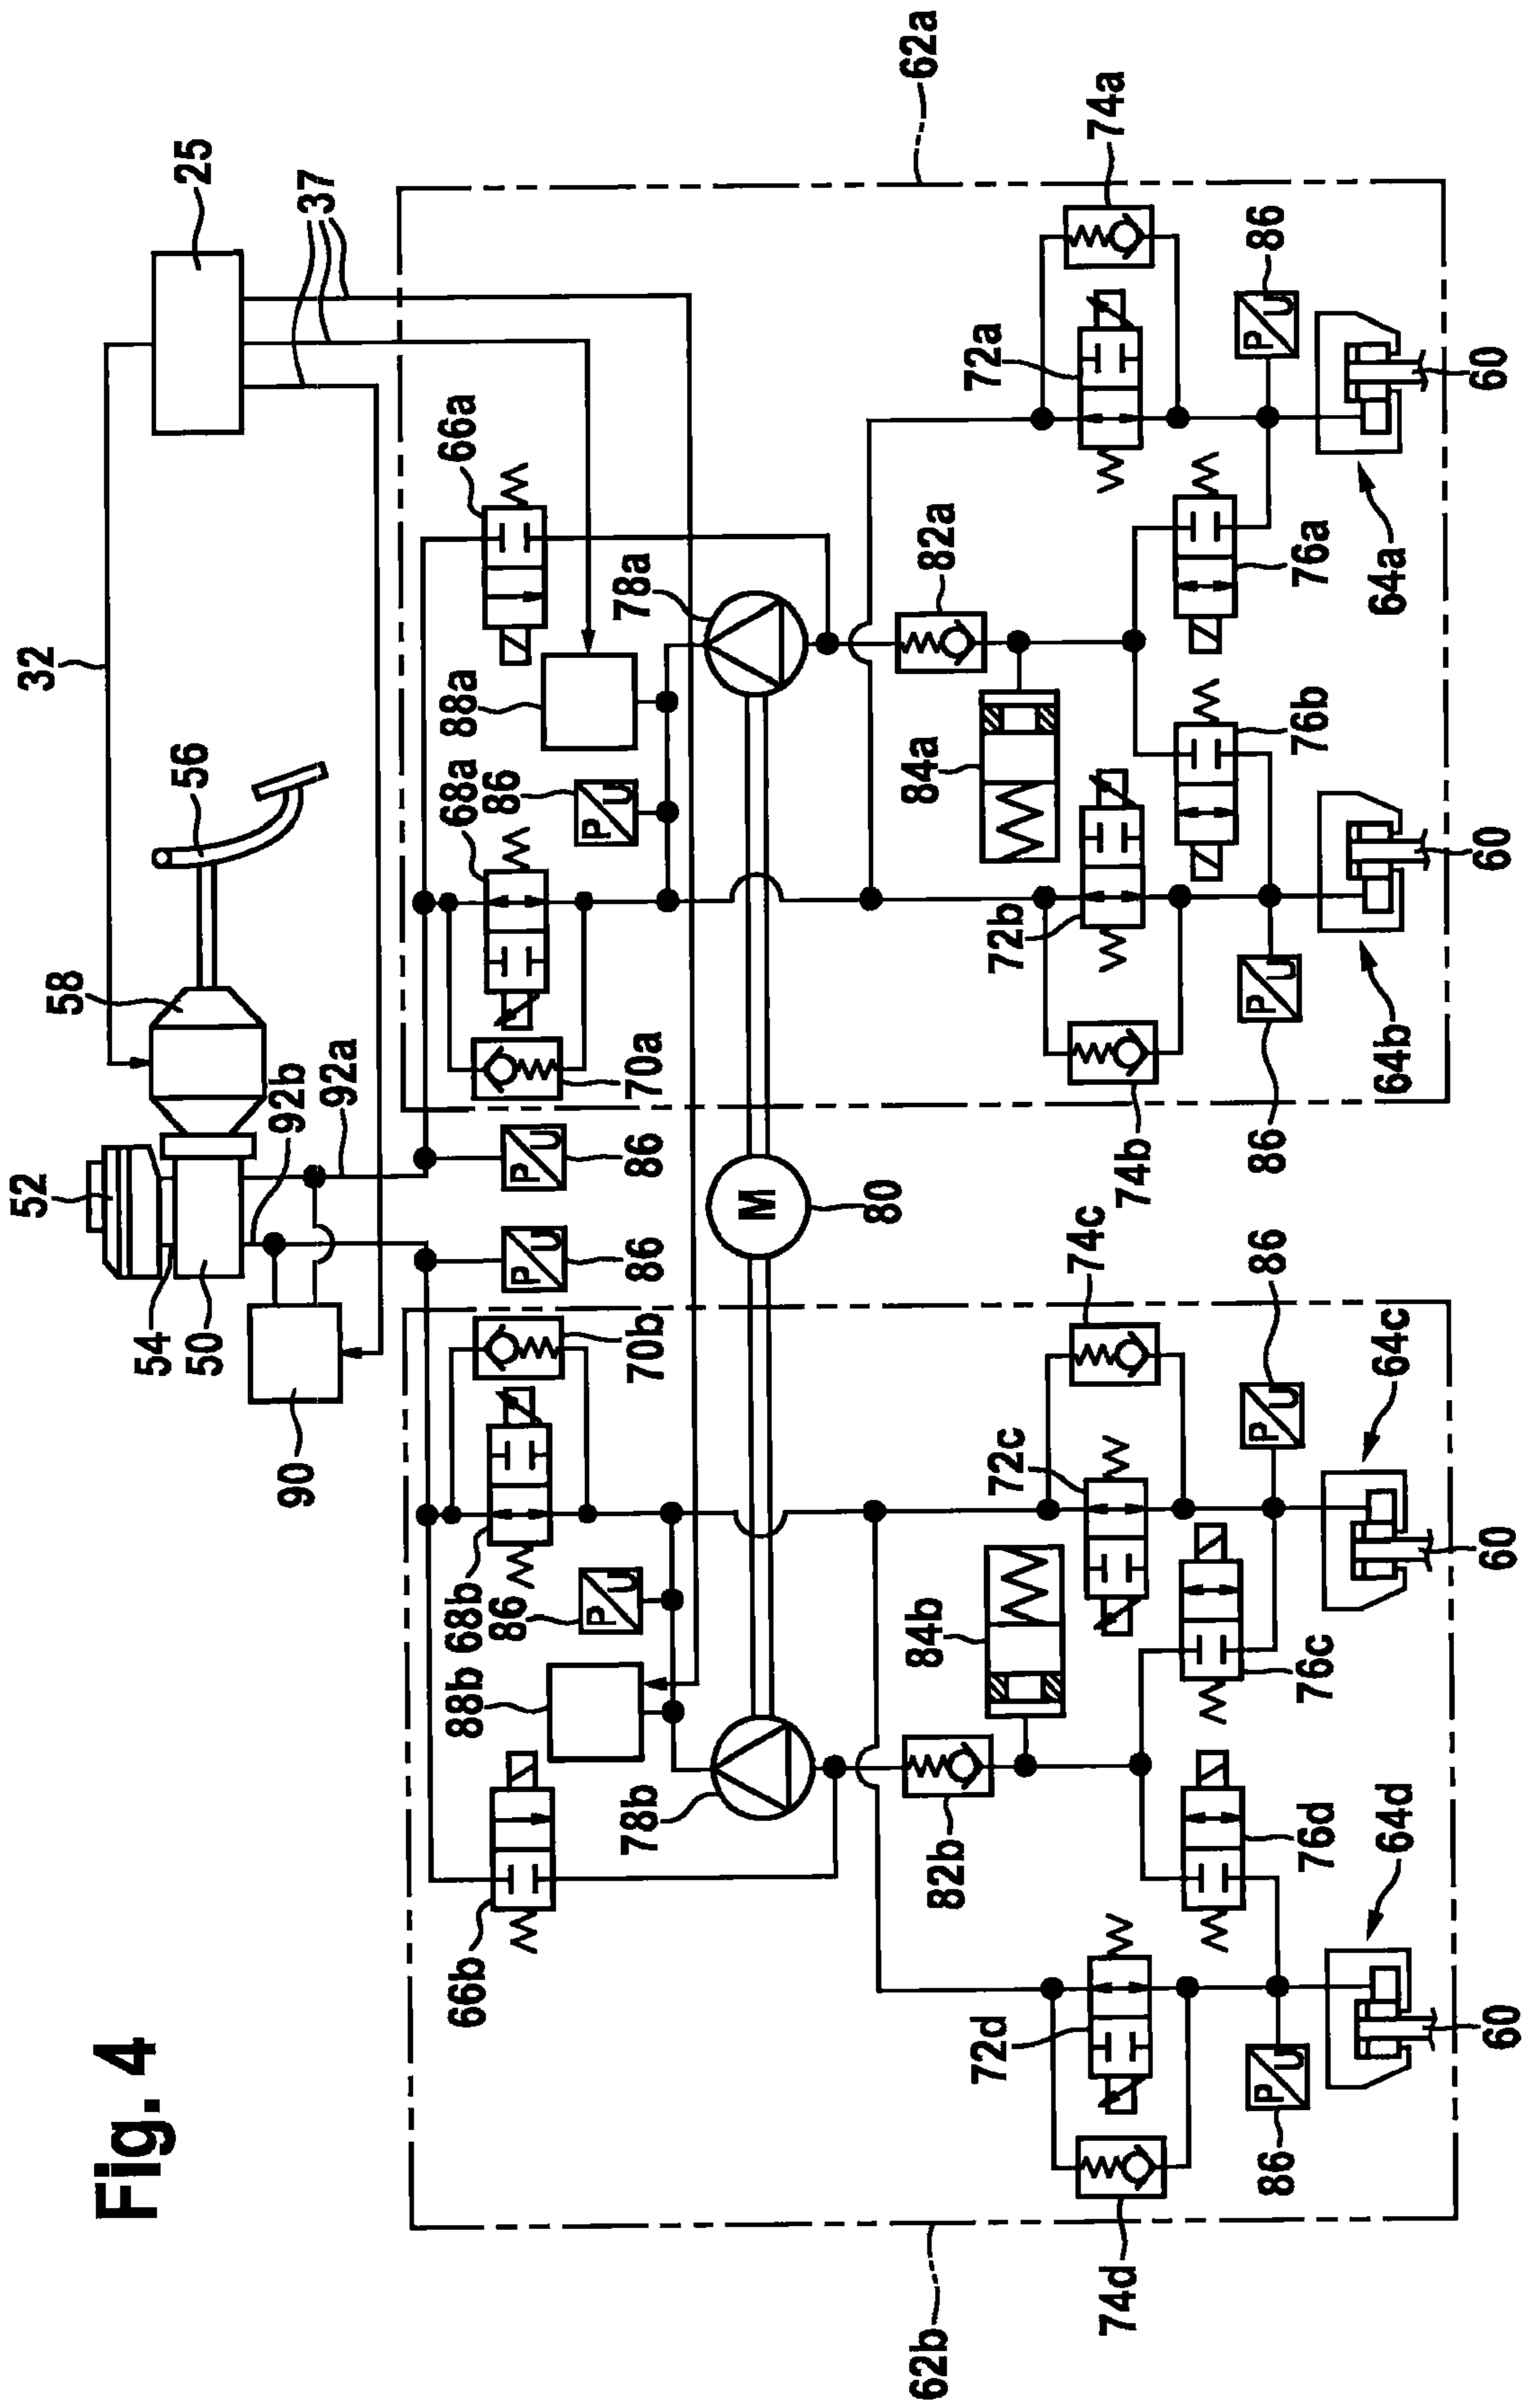 Fig. 4
52
54
50
90
58
56
32
25
37
92b
92a
62b
62a
66b
68b
86
88b
70b
86
86
70a
68a
86
88a
66a
78b
M
80
78a
82b
84b
84a
82a
72d
74d
72c
74c
74b
72b
72a
74a
76d
76c
76b
76a
P
U
P
U
P
U
P
U
P
U
P
U
P
U
P
U
86
86
86
86
64d
64c
64b
64a
60
60
60
60